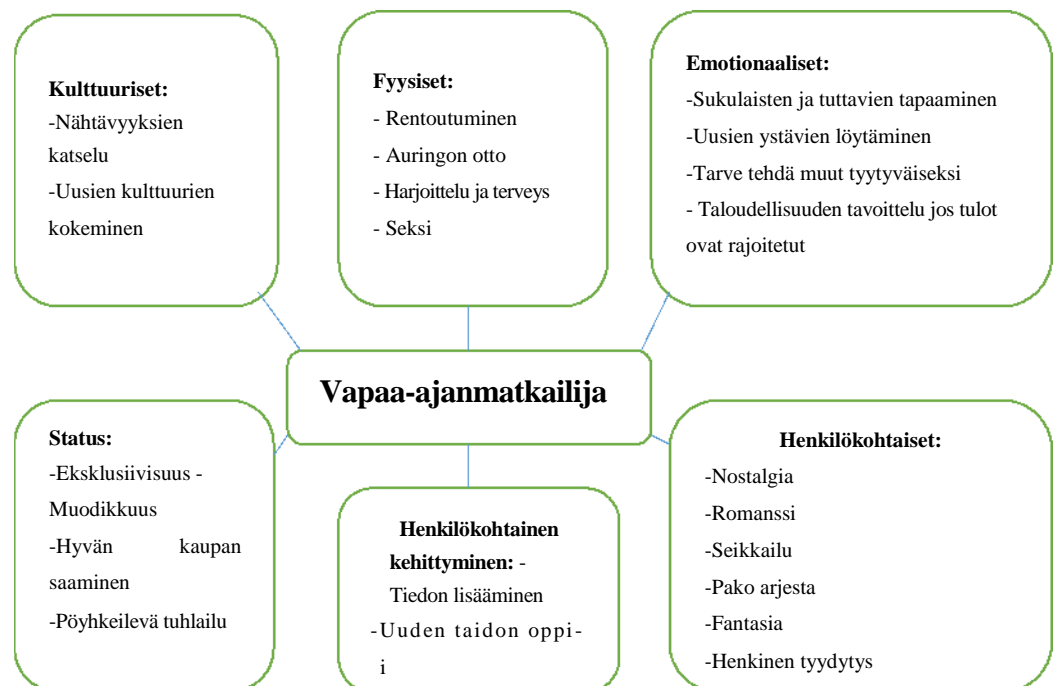 Kulttuuriset:
-Nähtävyyksien
katselu
-Uusien kulttuurien
kokeminen
Fyysiset:
- Rentoutuminen
- Auringon otto
- Harjoittelu ja terveys
- Seksi
Emotionaaliset:
-Sukulaisten ja tuttavien tapaaminen
-Uusien ystävien löytäminen
-Tarve tehdä muut tyytyväiseksi
- Taloudellisuuden tavoittelu jos tulot
ovat rajoitetut
Vapaa-ajanmatkailija
Status:
-Eksklusiivisuus -
Muodikkuus
-Hyvän kaupan
saaminen
-Pöyhkeilevä tuhlailu
Henkilökohtainen
kehittyminen: -
Tiedon lisääminen
-Uuden taidon oppi-
i
Henkilökohtaiset:
-Nostalgia
-Romanssi
-Seikkailu
-Pako arjesta
-Fantasia
-Henkinen tyydytys